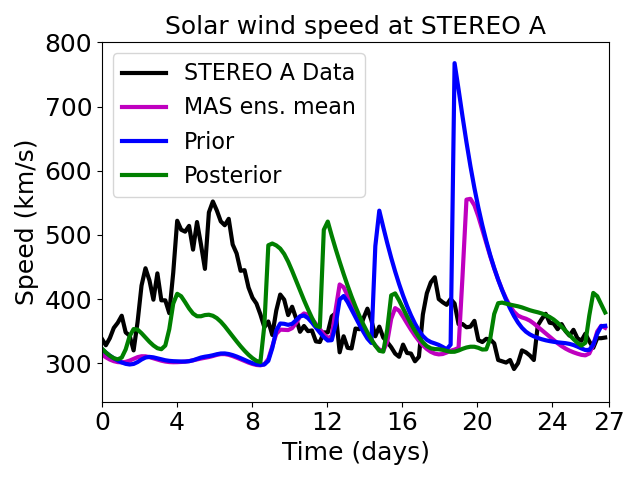 Solar wind speed at STEREO A
STEREO A Data
MAS ens. mean
Prior
Posterior
Speed (km/s)
800
700
600
500
400
300
0 4 8 12 16 20 24 27
Time (days)